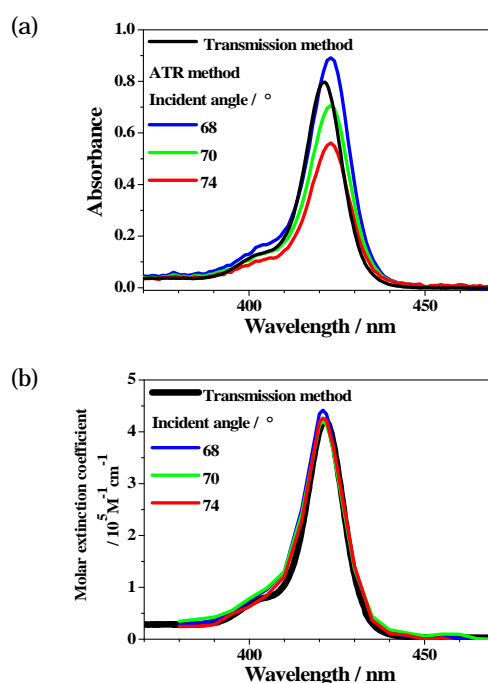 (a)
Transmission method
ATR method
Incident angle / °
68
70
74
1.0
0.8
0.6
0.4
0.2
0.0
Absorbance
400
450
Wavelength / nm
(b)
Transmission method
Incident angle / °
68
70
74
5
4
3
2
1
0
Molar extinction coefficient
/ 10⁵M⁻¹cm⁻¹
400
450
Wavelength / nm